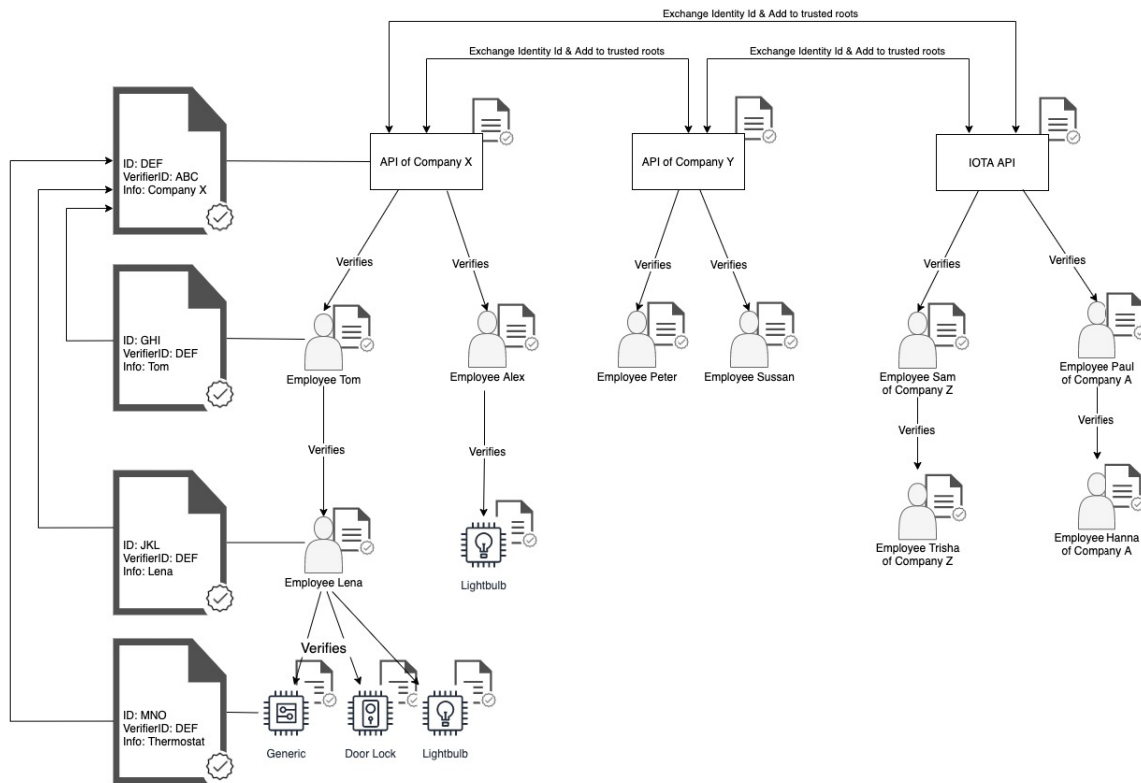 Exchange Identity Id & Add to trusted roots
Exchange Identity Id & Add to trusted roots
Exchange Identity Id & Add to trusted roots
ID: DEF
VerifierID: ABC
Info: Company X
API of Company X
API of Company Y
IOTA API
Verifies
Verifies
Verifies
Verifies
Verifies
Verifies
ID: GHI
VerifierID: DEF
Info: Tom
Employee Tom
Employee Alex
Employee Peter
Employee Sussan
Employee Sam
of Company Z
Employee Paul
of Company A
Verifies
Verifies
Verifies
Verifies
ID: JKL
VerifierID: DEF
Info: Lena
Employee Lena
Lightbulb
Employee Trisha
of Company Z
Employee Hanna
of Company A
Verifies
ID: MNO
VerifierID: DEF
Info: Thermostat
Generic
Door Lock
Lightbulb